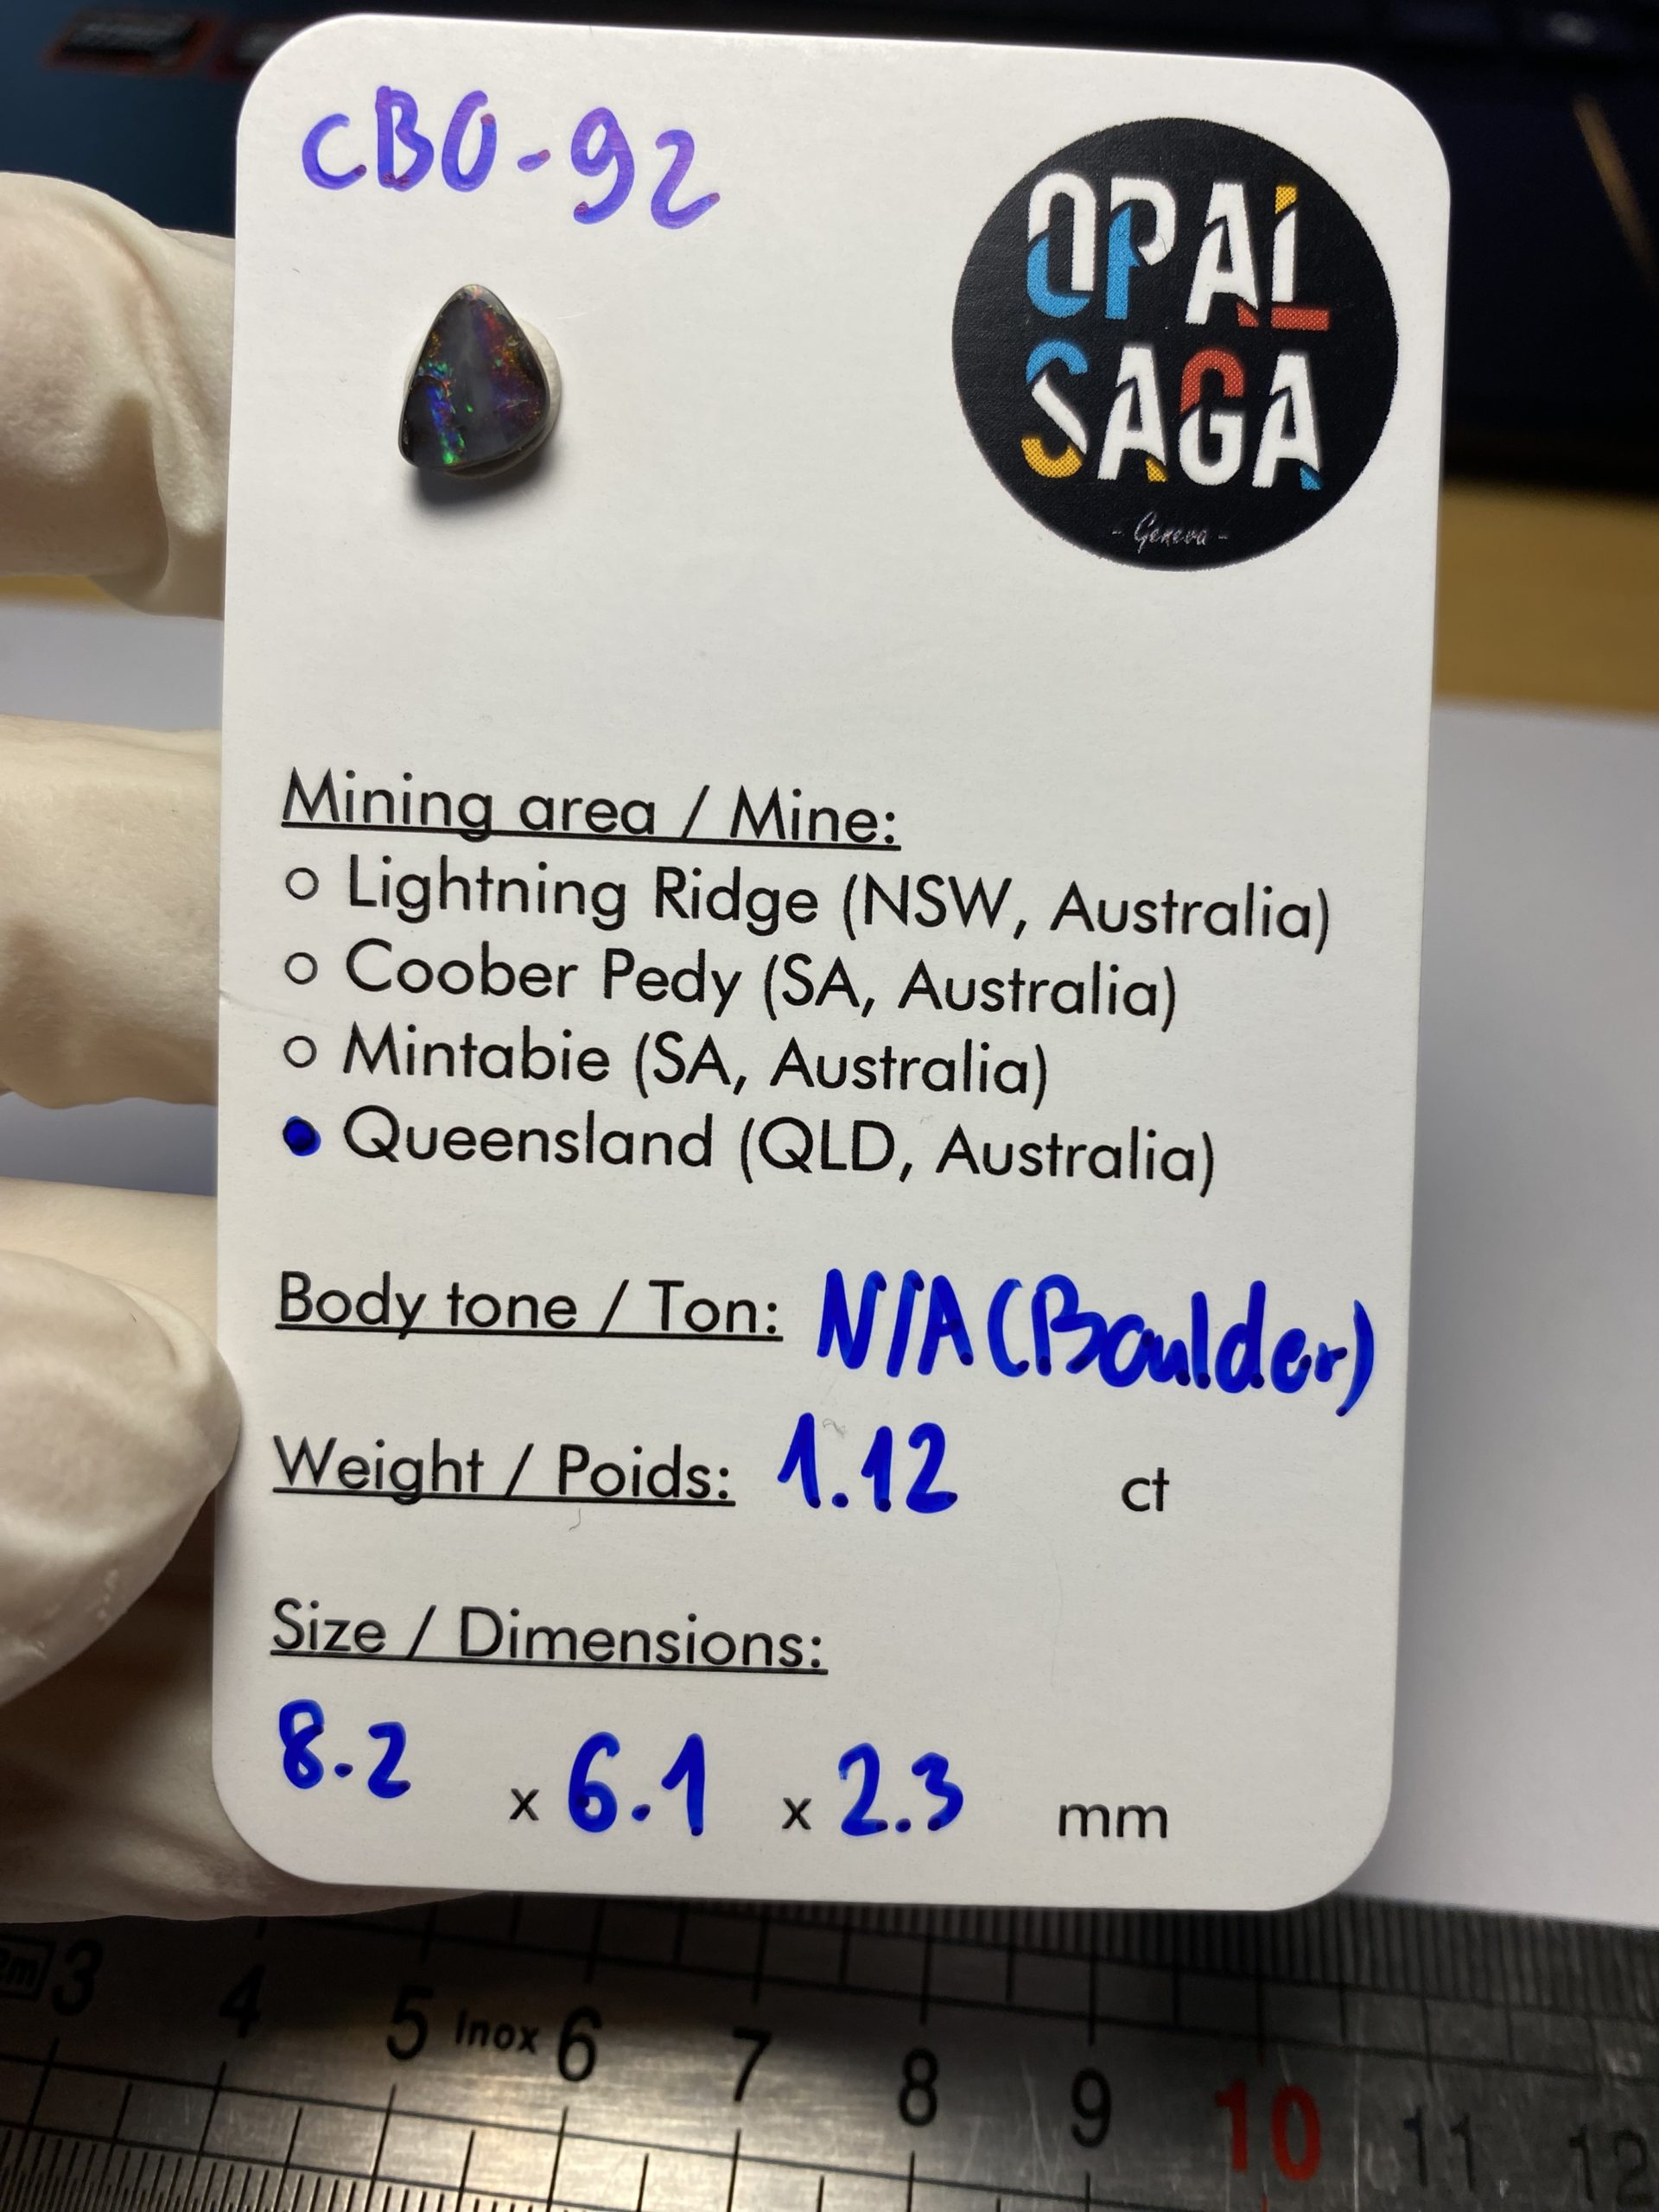 CBO-92
OPAL
SAGA
- Geneva -
Mining area / Mine:
○ Lightning Ridge (NSW, Australia)
○ Coober Pedy (SA, Australia)
○ Mintabie (SA, Australia)
● Queensland (QLD, Australia)
Body tone / Ton: N/A (Boulder)
Weight / Poids: 1.12 ct
Size / Dimensions:
8.2 x 6.1 x 2.3 mm
3 4 5 Inox 6 7 8 9 10 11 12